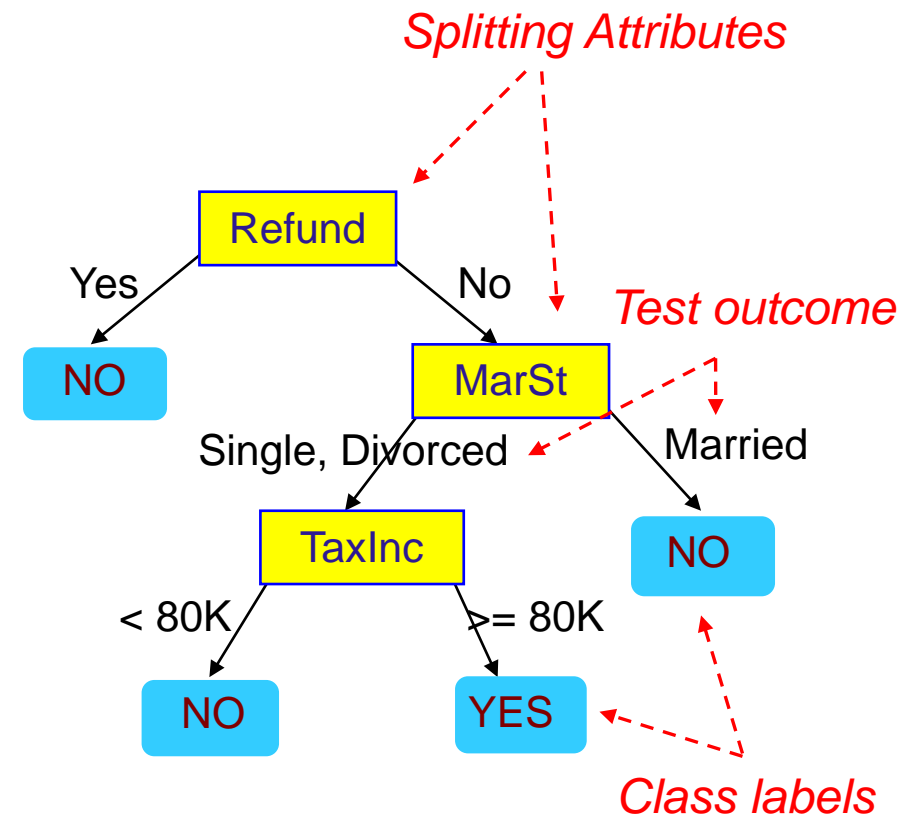 Splitting Attributes
Refund
Yes
No
Test outcome
NO
MarSt
Single, Divorced
Married
TaxInc
NO
< 80K
>= 80K
NO
YES
Class labels